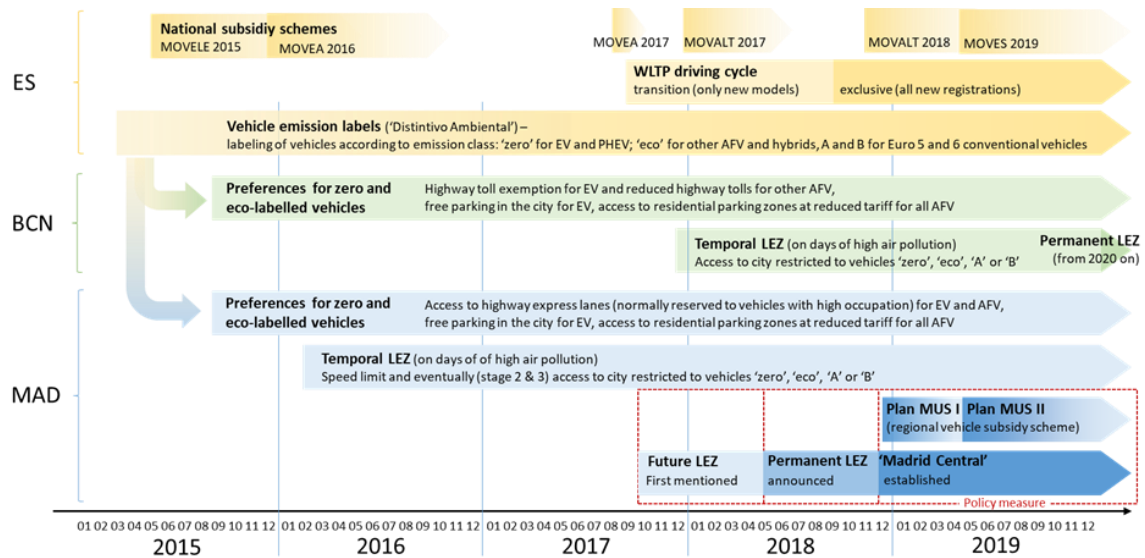 National subsidiy schemes
MOVELE 2015
MOVEA 2016
MOVEA 2017
MOVALT 2017
MOVALT 2018
MOVES 2019
ES
WLTP driving cycle
transition (only new models)
exclusive (all new registrations)
Vehicle emission labels ('Distintivo Ambiental') –
labeling of vehicles according to emission class: 'zero' for EV and PHEV; 'eco' for other AFV and hybrids, A and B for Euro 5 and 6 conventional vehicles
BCN
Preferences for zero and
eco-labelled vehicles
Highway toll exemption for EV and reduced highway tolls for other AFV,
free parking in the city for EV, access to residential parking zones at reduced tariff for all AFV
Temporal LEZ (on days of high air pollution)
Access to city restricted to vehicles 'zero', 'eco', 'A' or 'B'
Permanent LEZ
(from 2020 on)
MAD
Preferences for zero and
eco-labelled vehicles
Access to highway express lanes (normally reserved to vehicles with high occupation) for EV and AFV,
free parking in the city for EV, access to residential parking zones at reduced tariff for all AFV
Temporal LEZ (on days of of high air pollution)
Speed limit and eventually (stage 2 & 3) access to city restricted to vehicles 'zero', 'eco', 'A' or 'B'
Plan MUS I
Plan MUS II
(regional vehicle subsidy scheme)
Future LEZ
First mentioned
Permanent LEZ
announced
'Madrid Central'
established
Policy measure
01 02 03 04 05 06 07 08 09 10 11 12 01 02 03 04 05 06 07 08 09 10 11 12 01 02 03 04 05 06 07 08 09 10 11 12 01 02 03 04 05 06 07 08 09 10 11 12 01 02 03 04 05 06 07 08 09 10 11 12
2015 2016 2017 2018 2019